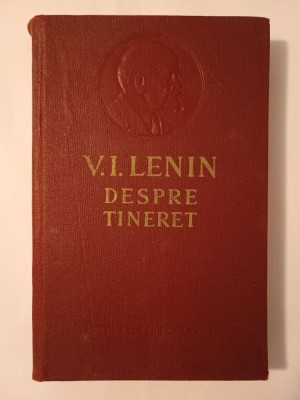 V. I. LENIN
DESPRE
TINERET